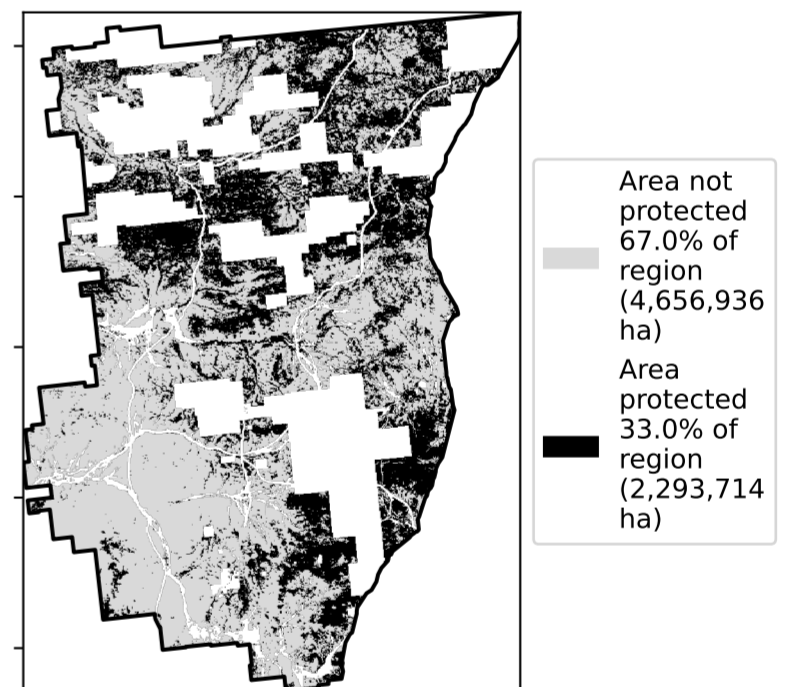 Area not
protected
67.0% of
region
(4,656,936
ha)
Area
protected
33.0% of
region
(2,293,714
ha)